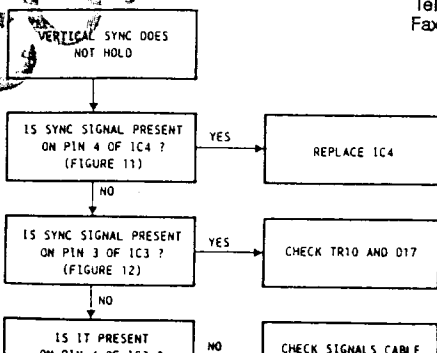 Tel
Fax
VERTICAL SYNC DOES
NOT HOLD
IS SYNC SIGNAL PRESENT
ON PIN 4 OF IC4 ?
(FIGURE 11)
YES
REPLACE IC4
NO
IS SYNC SIGNAL PRESENT
ON PIN 3 OF IC3 ?
(FIGURE 12)
YES
CHECK TR10 AND D17
NO
IS IT PRESENT
NO
CHECK SIGNALS CABLE